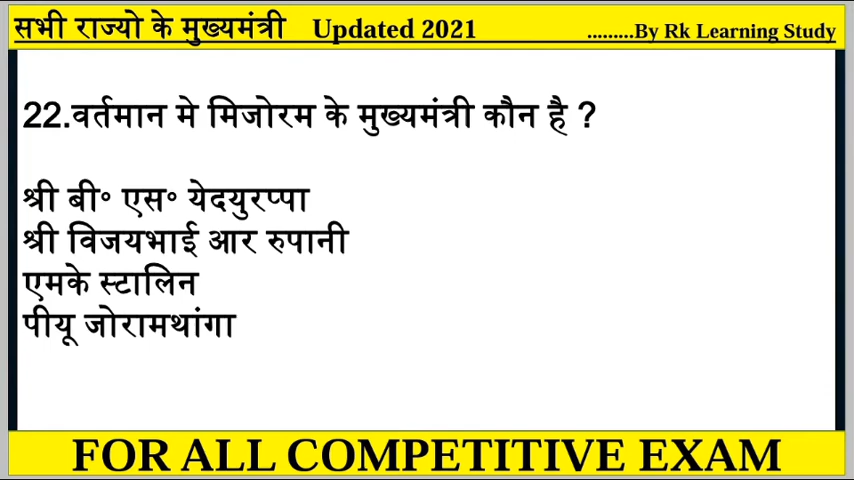 सभी राज्यो के मुख्यमंत्री Updated 2021 .........By Rk Learning Study
22.वर्तमान मे मिजोरम के मुख्यमंत्री कौन है ?
श्री बी॰ एस॰ येदयुरप्पा
श्री विजयभाई आर रुपानी
एमके स्टालिन
पीयू जोरामथांगा
FOR ALL COMPETITIVE EXAM